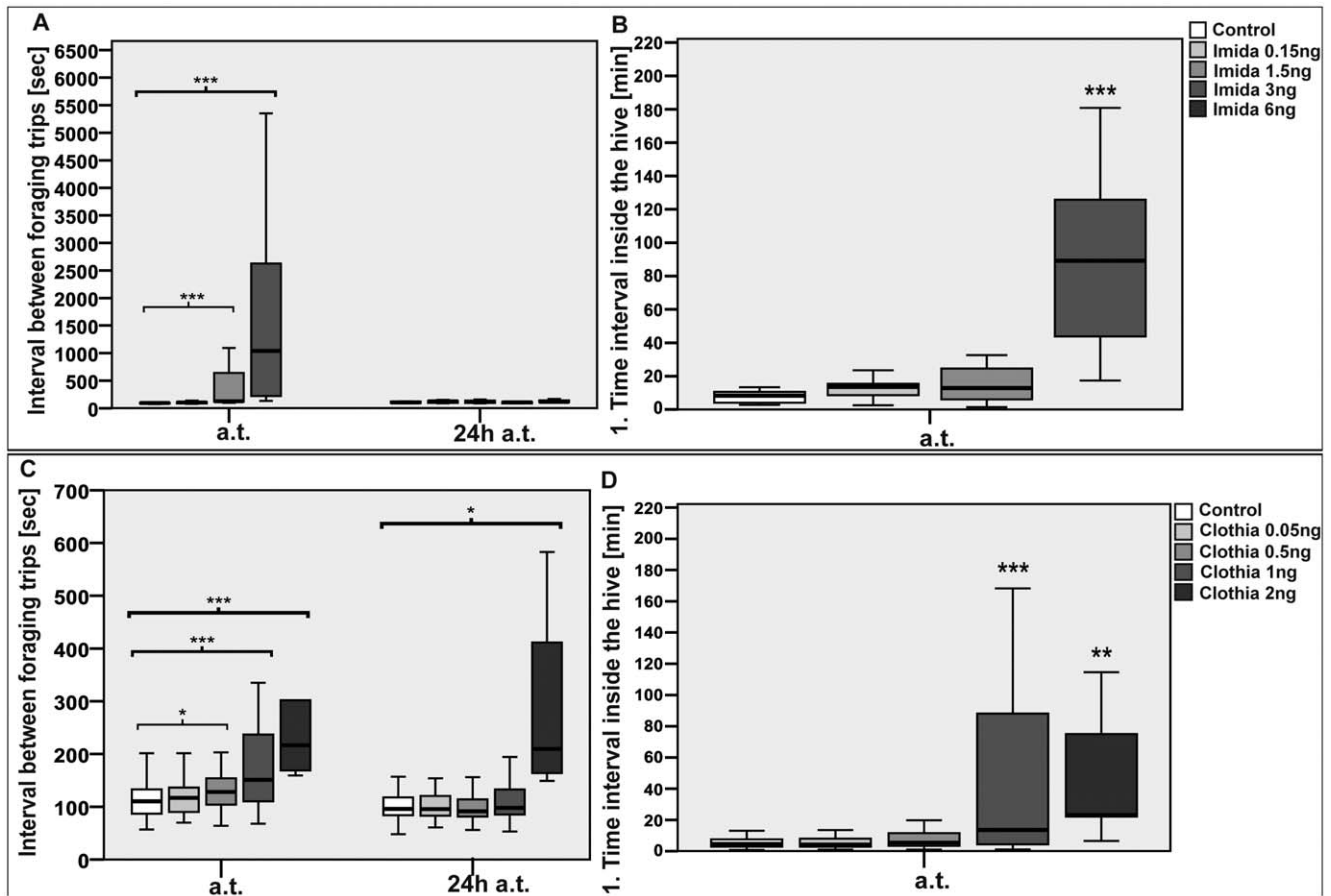 A
Interval between foraging trips [sec]
6500
6000
5500
5000
4500
4000
3500
3000
2500
2000
1500
1000
500
0
***
***
a.t.
24h a.t.
B
1. Time interval inside the hive [min]
220
200
180
160
140
120
100
80
60
40
20
0
***
a.t.
Control
Imida 0.15ng
Imida 1.5ng
Imida 3ng
Imida 6ng
C
Interval between foraging trips [sec]
700
600
500
400
300
200
100
0
***
***
*
*
a.t.
24h a.t.
D
1. Time interval inside the hive [min]
220
200
180
160
140
120
100
80
60
40
20
0
***
**
a.t.
Control
Clothia 0.05ng
Clothia 0.5ng
Clothia 1ng
Clothia 2ng